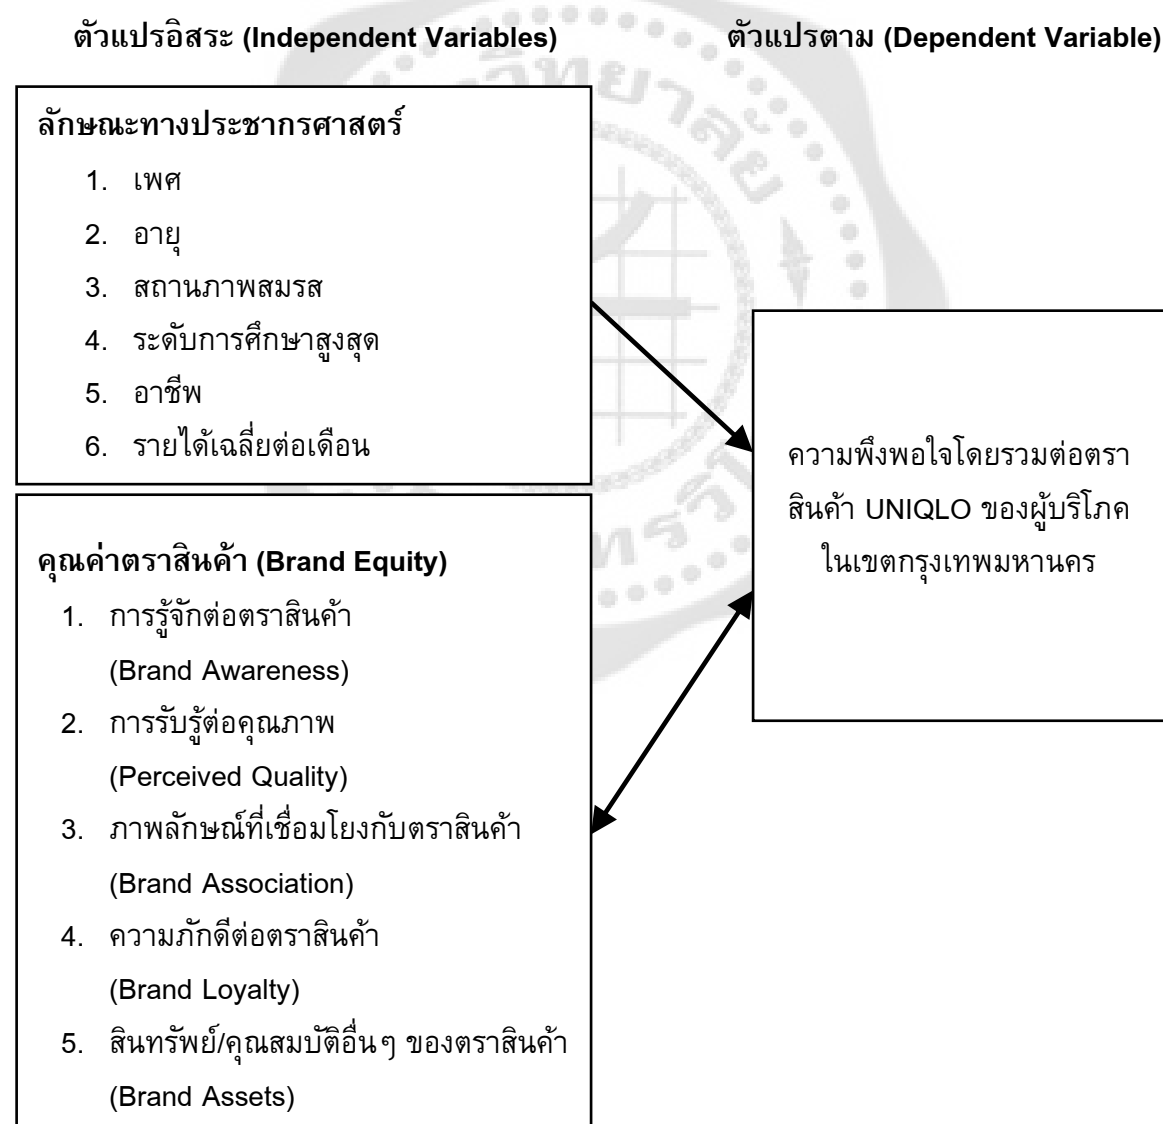 ตัวแปรอิสระ (Independent Variables)
ตัวแปรตาม (Dependent Variable)
ลักษณะทางประชากรศาสตร์
1. เพศ
2. อายุ
3. สถานภาพสมรส
4. ระดับการศึกษาสูงสุด
5. อาชีพ
6. รายได้เฉลี่ยต่อเดือน
คุณค่าตราสินค้า (Brand Equity)
1. การรู้จักต่อตราสินค้า
(Brand Awareness)
2. การรับรู้ต่อคุณภาพ
(Perceived Quality)
3. ภาพลักษณ์ที่เชื่อมโยงกับตราสินค้า
(Brand Association)
4. ความภักดีต่อตราสินค้า
(Brand Loyalty)
5. สินทรัพย์/คุณสมบัติอื่นๆ ของตราสินค้า
(Brand Assets)
ความพึงพอใจโดยรวมต่อตรา
สินค้า UNIQLO ของผู้บริโภค
ในเขตกรุงเทพมหานคร